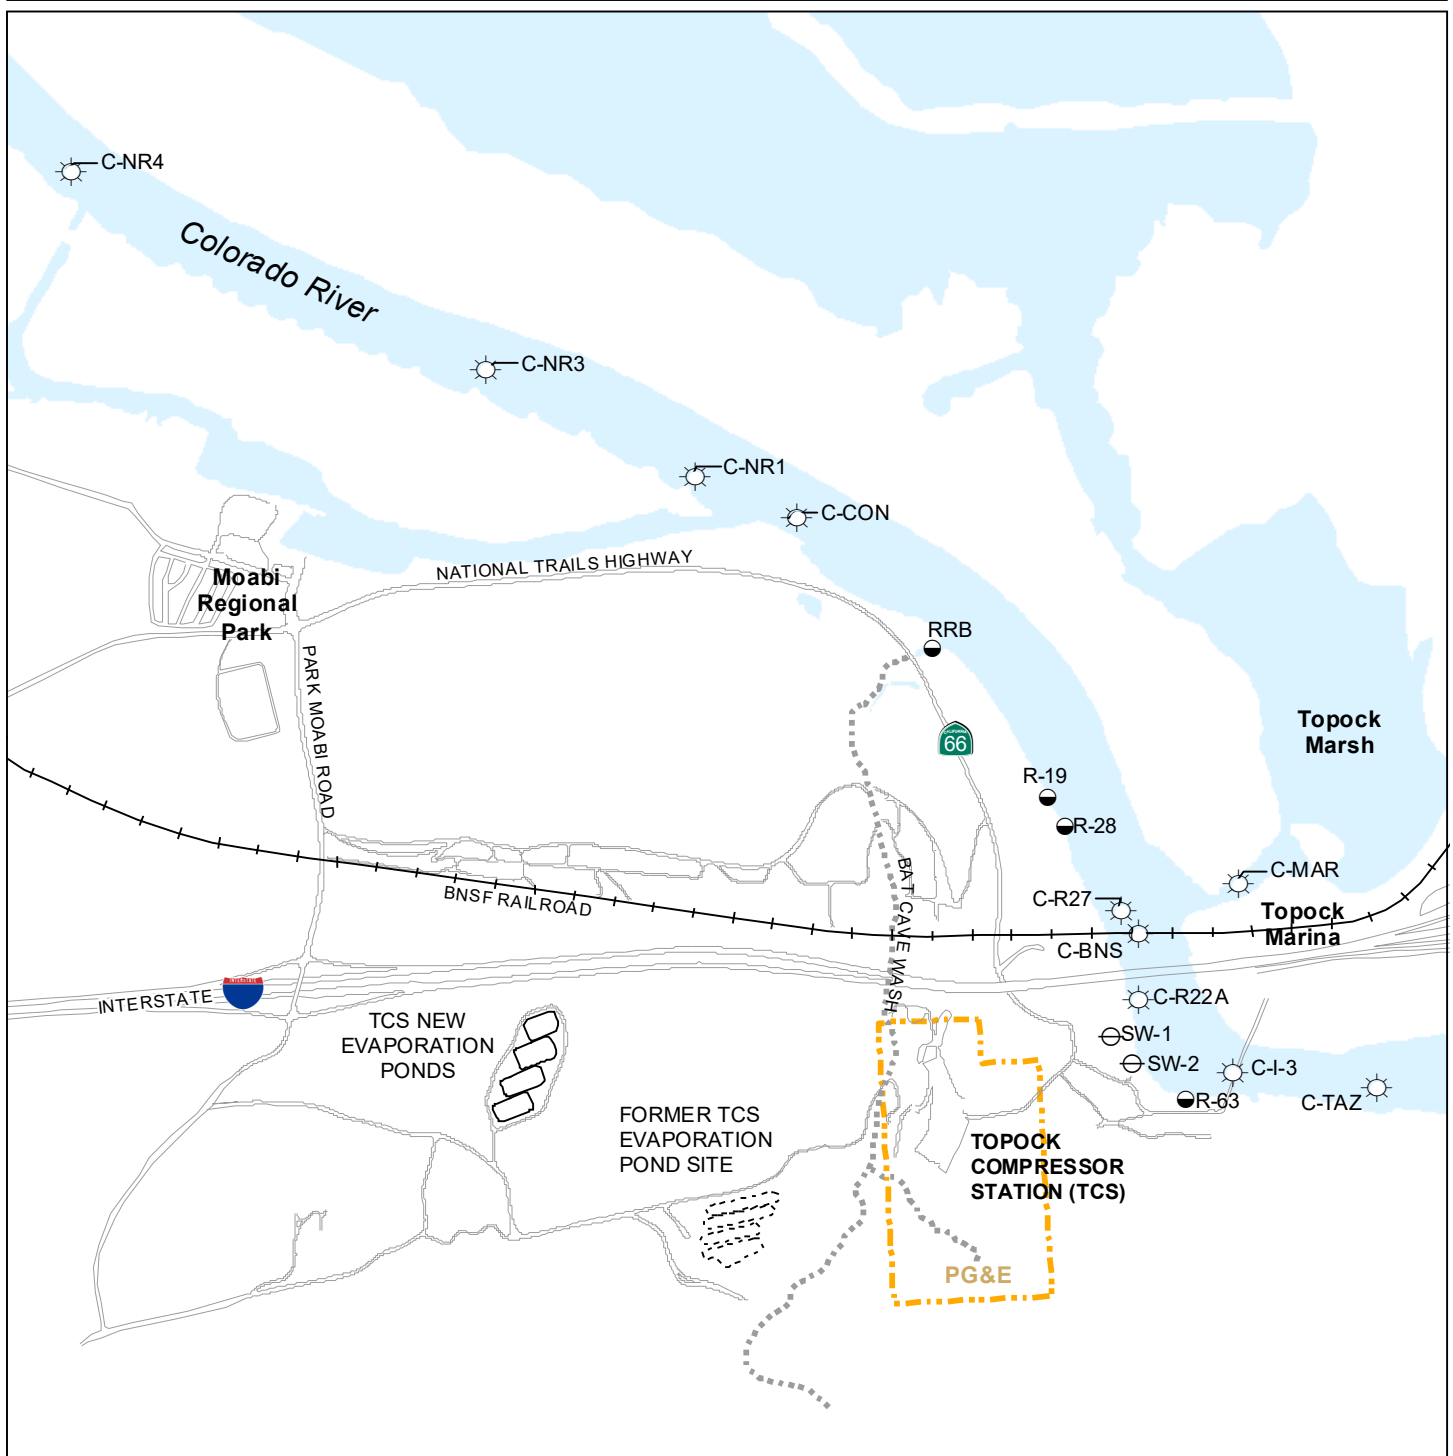 C-NR4
Colorado River
C-NR3
C-NR1
C-CON
NATIONAL TRAILS HIGHWAY
Moabi
Regional
Park
RRB
PARK MOABI ROAD
66
Topock
Marsh
R-19
R-28
BAT CAVE WASH
C-MAR
C-R27
BNSF RAILROAD
Topock
Marina
C-BNS
INTERSTATE
C-R22A
TCS NEW
EVAPORATION
PONDS
SW-1
SW-2
C-I-3
R-63
C-TAZ
FORMER TCS
EVAPORATION
POND SITE
TOPOCK
COMPRESSOR
STATION (TCS)
PG&E